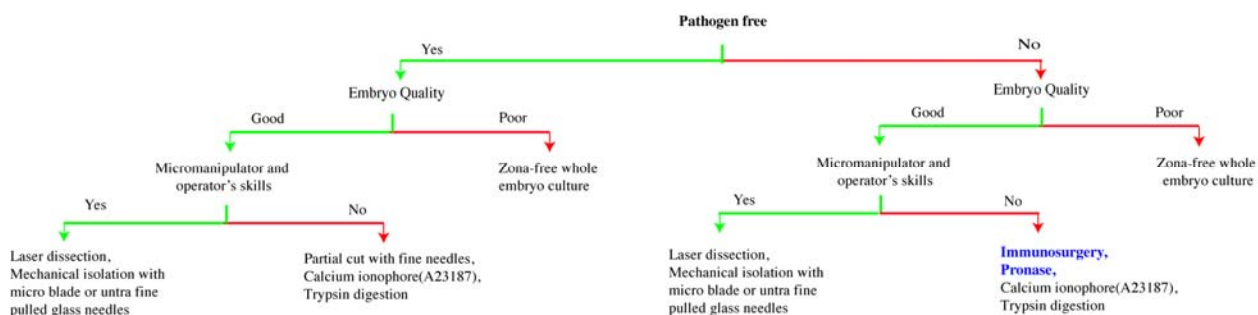 Pathogen free
Yes
No
Embryo Quality
Embryo Quality
Good
Poor
Good
Poor
Micromanipulator and
operator's skills
Zona-free whole
embryo culture
Micromanipulator and
operator's skills
Zona-free whole
embryo culture
Yes
No
Yes
No
Laser dissection,
Mechanical isolation with
micro blade or untra fine
pulled glass needles
Partial cut with fine needles,
Calcium ionophore(A23187),
Trypsin digestion
Laser dissection,
Mechanical isolation with
micro blade or untra fine
pulled glass needles
Immunosurgery,
Pronase,
Calcium ionophore(A23187),
Trypsin digestion